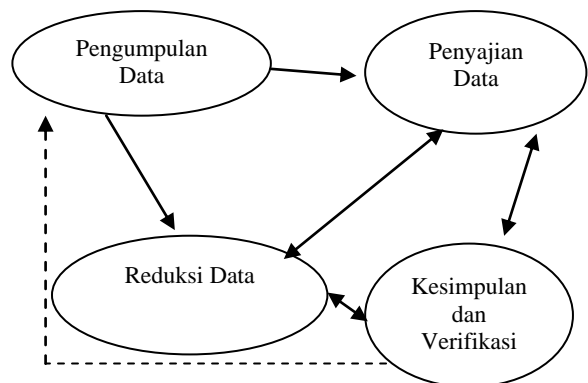 Pengumpulan
Data
Penyajian
Data
Reduksi Data
Kesimpulan
dan
Verifikasi